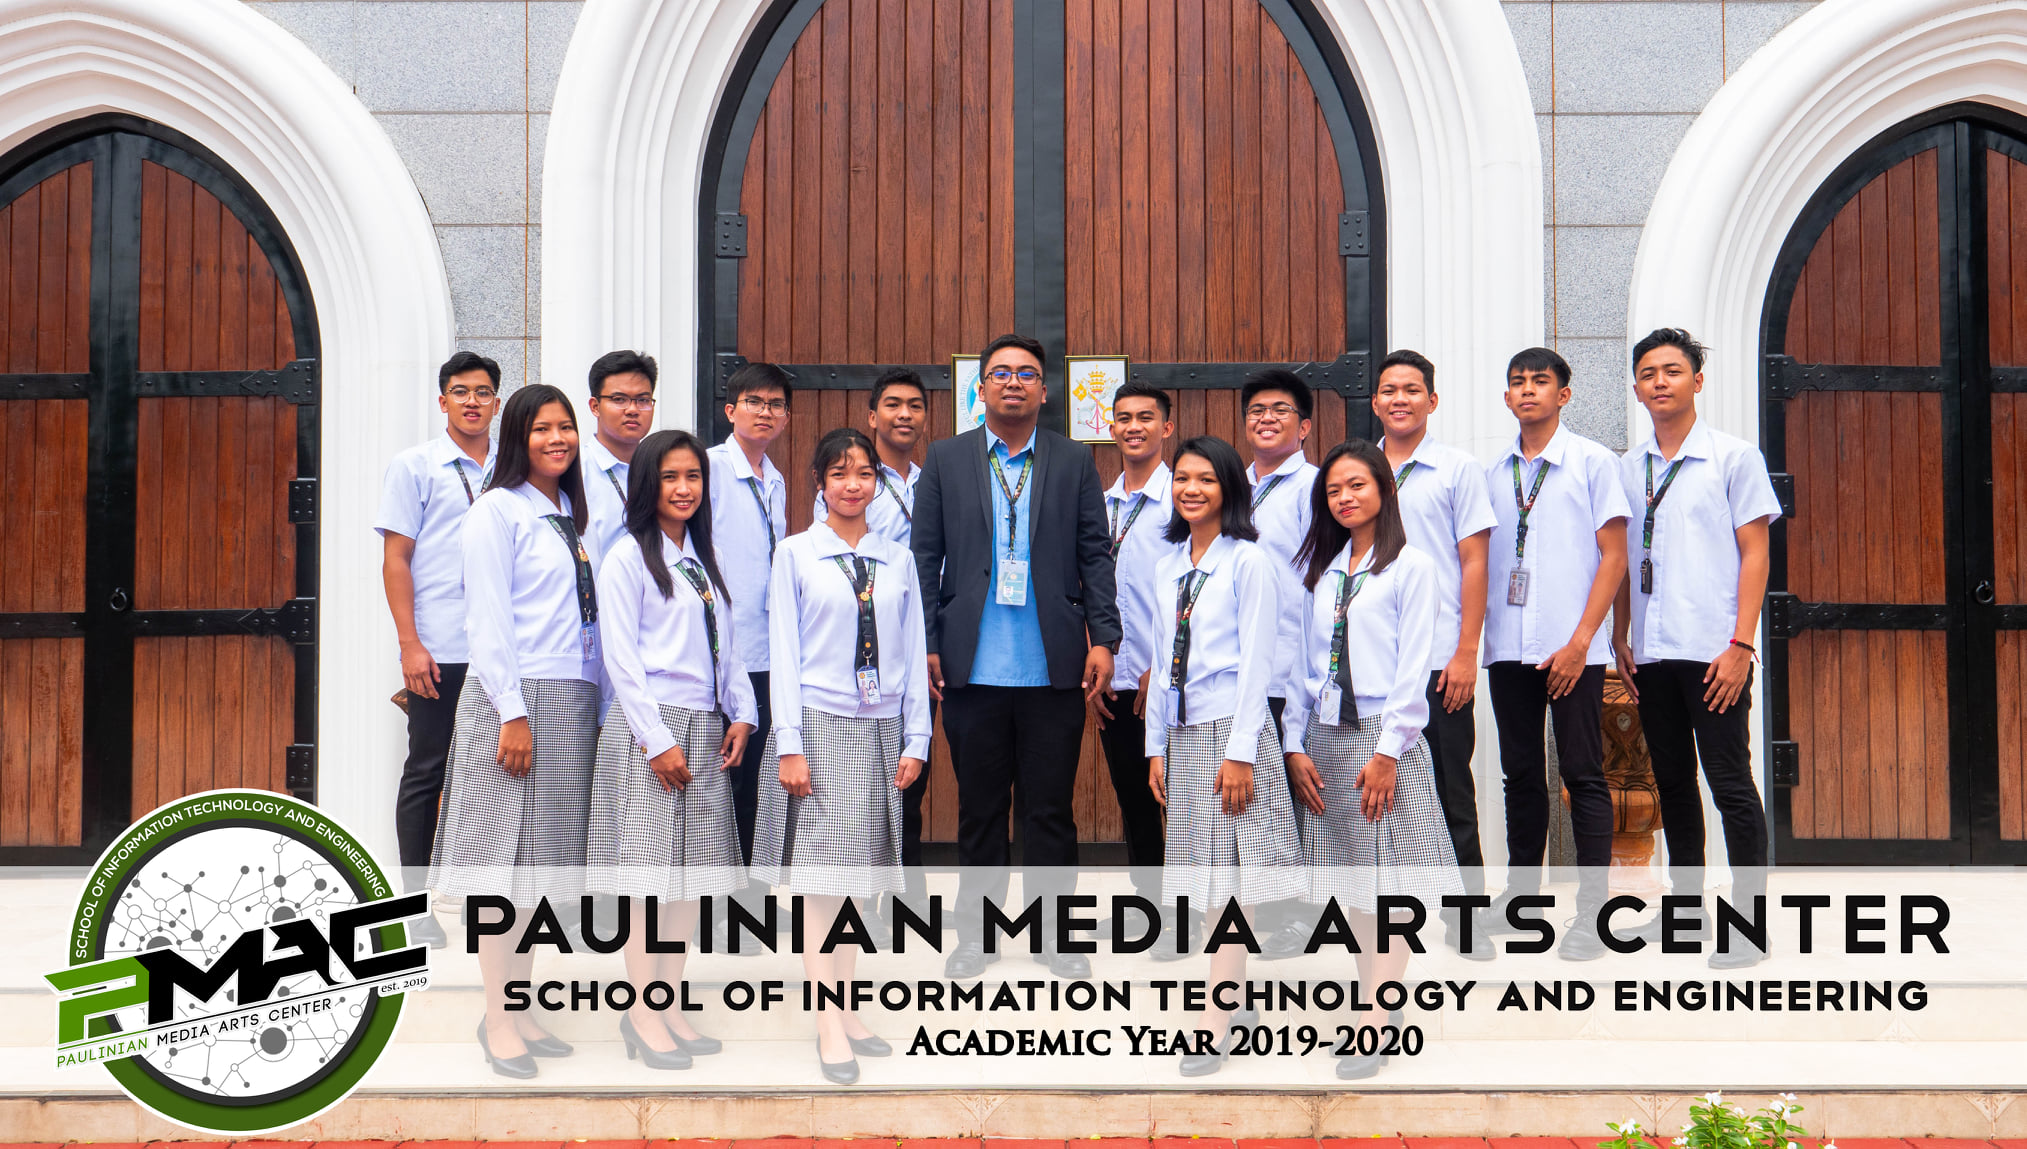 SCHOOL OF INFORMATION TECHNOLOGY AND ENGINEERING
PMAC
est. 2019
PAULINIAN MEDIA ARTS CENTER
PAULINIAN MEDIA ARTS CENTER
SCHOOL OF INFORMATION TECHNOLOGY AND ENGINEERING
ACADEMIC YEAR 2019-2020